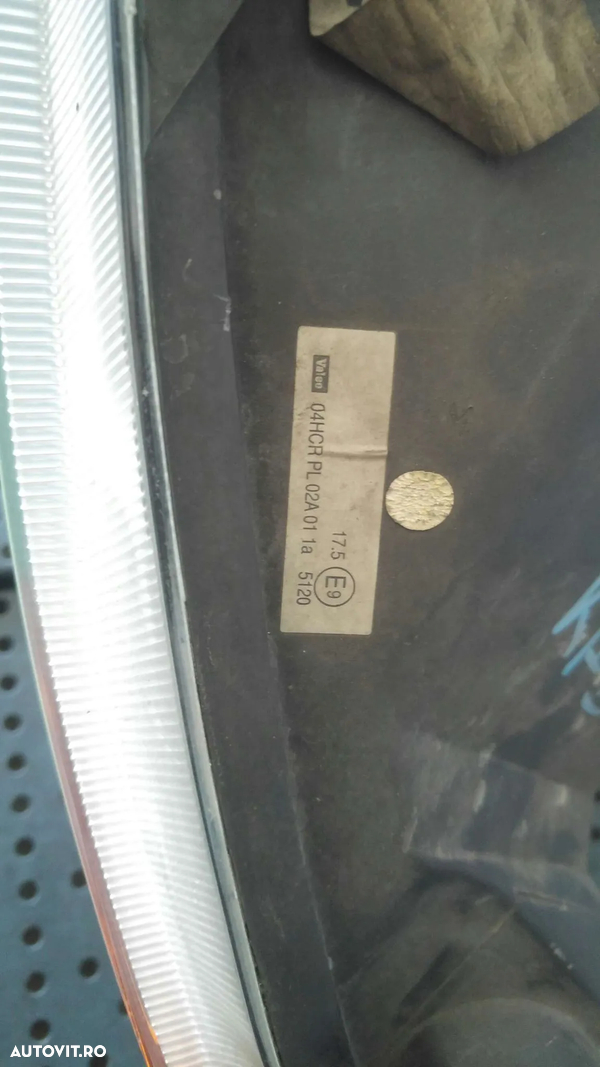 Valeo
04HCR PL 02A 01 1a 5120
17.5 E9
AUTOVIT.RO